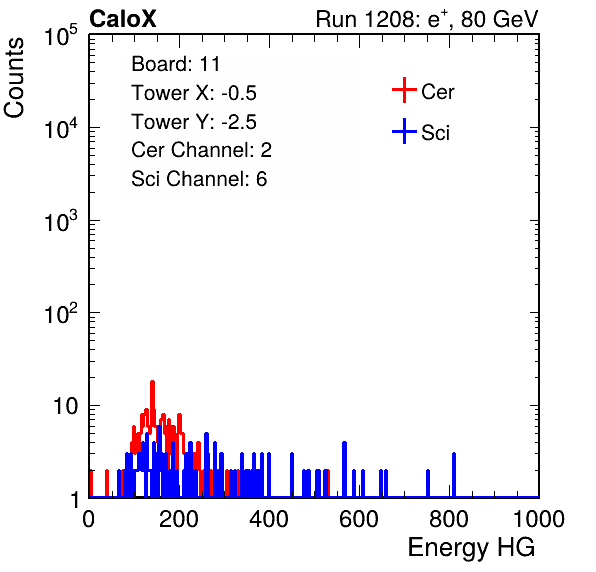 CaloX Run 1208: e⁺, 80 GeV
Counts
10⁵
10⁴
10³
10²
10
1
Board: 11
Tower X: -0.5
Tower Y: -2.5
Cer Channel: 2
Sci Channel: 6
Cer
Sci
0 200 400 600 800 1000
Energy HG